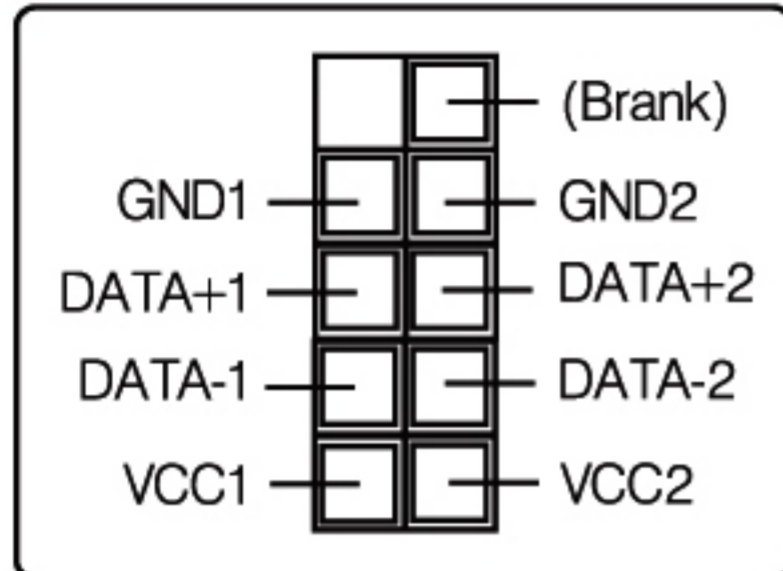 (Brank)
GND1 GND2
DATA+1 DATA+2
DATA-1 DATA-2
VCC1 VCC2